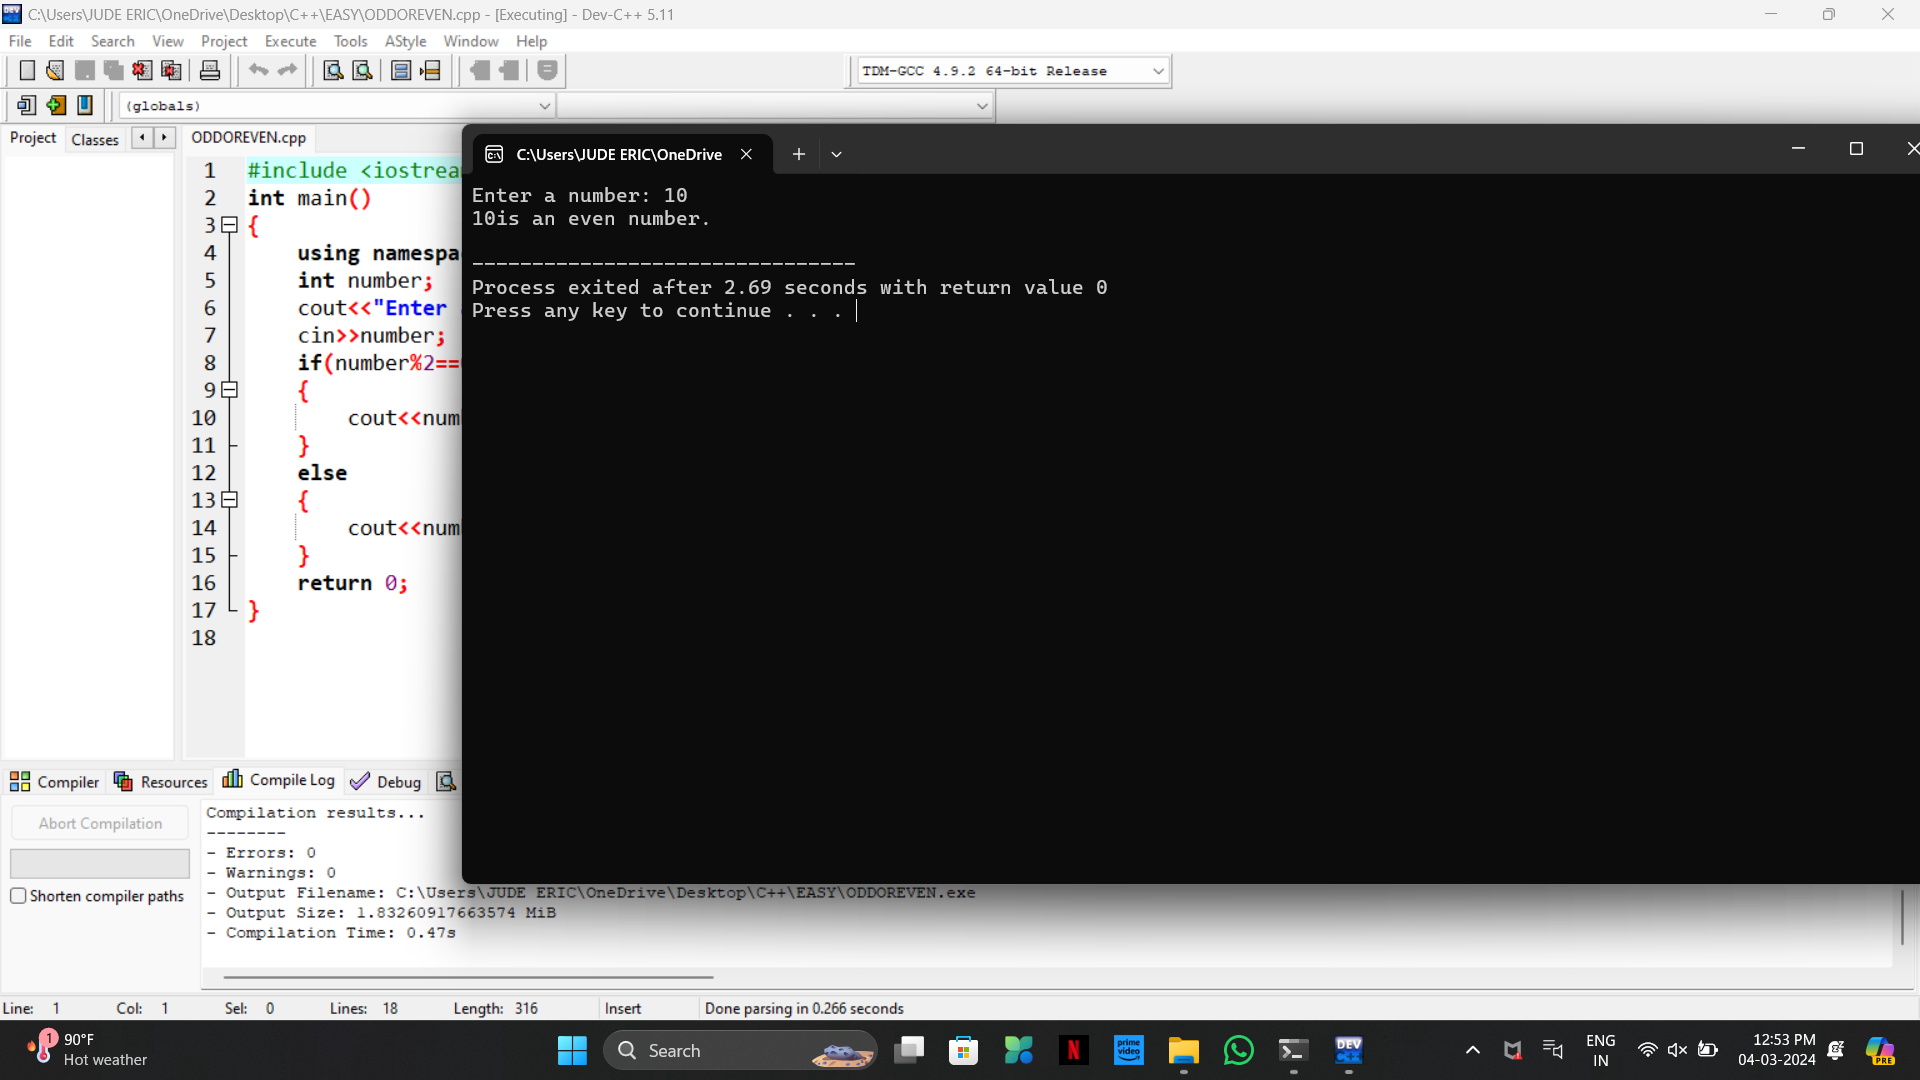 C:\Users\JUDE ERIC\OneDrive\Desktop\C++\EASY\ODDOREVEN.cpp - [Executing] - Dev-C++ 5.11
File Edit Search View Project Execute Tools AStyle Window Help
TDM-GCC 4.9.2 64-bit Release
(globals)
Project Classes ODDOREVEN.cpp
1 #include <iostrea
2 int main()
3 {
4 using namespa
5 int number;
6 cout<<"Enter
7 cin>>number;
8 if(number%2==
9 {
10 cout<<num
11 }
12 else
13 {
14 cout<<num
15 }
16 return 0;
17 }
18
C:\Users\JUDE ERIC\OneDrive
Enter a number: 10
10is an even number.
--------------------------------
Process exited after 2.69 seconds with return value 0
Press any key to continue . . .
Compiler Resources Compile Log Debug
Abort Compilation
Shorten compiler paths
Compilation results...
--------
- Errors: 0
- Warnings: 0
- Output Filename: C:\Users\JUDE ERIC\OneDrive\Desktop\C++\EASY\ODDOREVEN.exe
- Output Size: 1.83260917663574 MiB
- Compilation Time: 0.47s
Line: 1 Col: 1 Sel: 0 Lines: 18 Length: 316 Insert Done parsing in 0.266 seconds
1
90°F
Hot weather
Search
prime video
N
DEV C++
ENG
IN
12:53 PM
04-03-2024
PRE